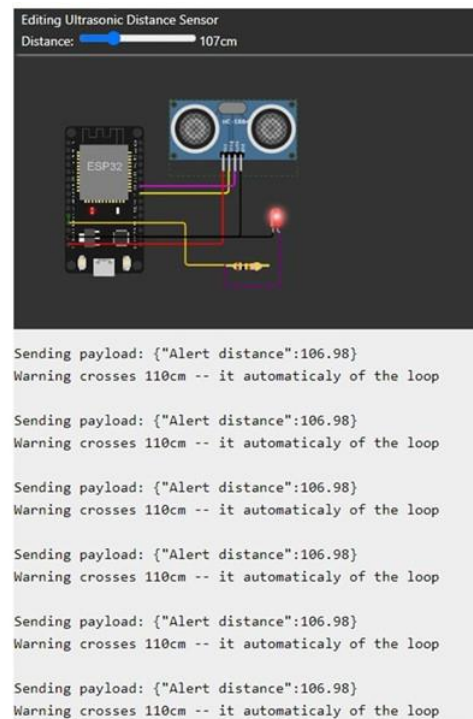 Editing Ultrasonic Distance Sensor
Distance: 107cm
HC-SR04
ESP32
Sending payload: {"Alert distance":106.98}
Warning crosses 110cm -- it automaticaly of the loop
Sending payload: {"Alert distance":106.98}
Warning crosses 110cm -- it automaticaly of the loop
Sending payload: {"Alert distance":106.98}
Warning crosses 110cm -- it automaticaly of the loop
Sending payload: {"Alert distance":106.98}
Warning crosses 110cm -- it automaticaly of the loop
Sending payload: {"Alert distance":106.98}
Warning crosses 110cm -- it automaticaly of the loop
Sending payload: {"Alert distance":106.98}
Warning crosses 110cm -- it automaticaly of the loop